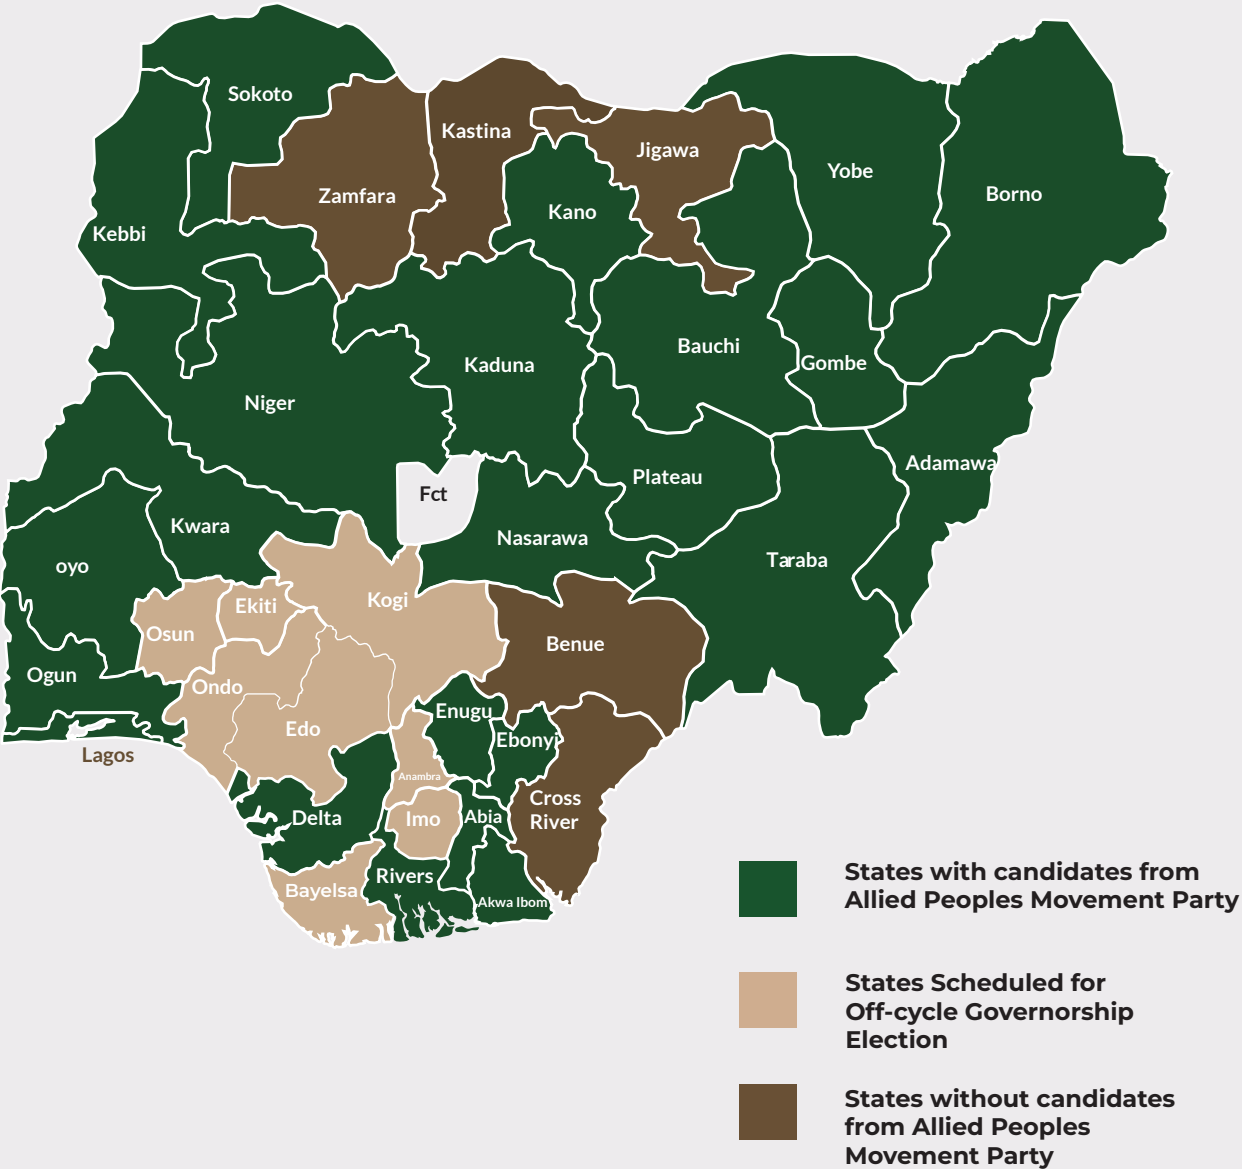 Sokoto
Kastina
Jigawa
Yobe
Borno
Zamfara
Kano
Kebbi
Bauchi
Gombe
Kaduna
Niger
Adamawa
Plateau
Fct
Kwara
Nasarawa
Taraba
oyo
Kogi
Ekiti
Osun
Benue
Ogun
Ondo
Enugu
Edo
Ebonyi
Lagos
Anambra
Cross
River
Delta
Imo
Abia
Rivers
Bayelsa
Akwa Ibom
States with candidates from
Allied Peoples Movement Party
States Scheduled for
Off-cycle Governorship
Election
States without candidates
from Allied Peoples
Movement Party